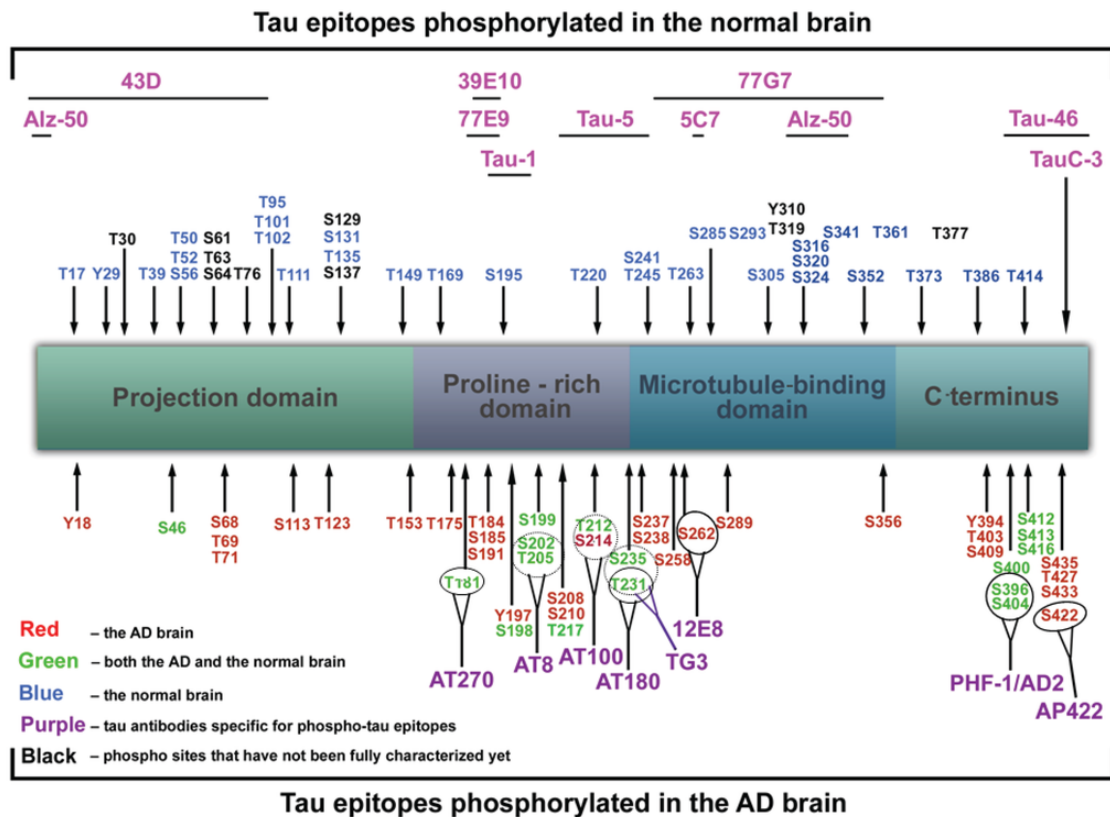 Tau epitopes phosphorylated in the normal brain
43D
39E10
77G7
Alz-50
77E9
Tau-5
5C7
Alz-50
Tau-46
Tau-1
TauC-3
T95
T101
T102
S129
S131
T135
S137
Y310
T319
T30
T50
T52
S56
S61
T63
S64
S285
S293
S316
S320
S324
S341
T361
T377
S241
T245
T17
Y29
T39
T76
T111
T149
T169
S195
T220
T263
S305
S352
T373
T386
T414
Projection domain
Proline - rich
domain
Microtubule-binding
domain
C-terminus
Y18
S46
S68
T69
T71
S113
T123
T153
T175
T184
S185
S191
S199
S202
T205
T212
S214
S237
S238
S235
T231
S258
S262
S289
S356
Y394
T403
S409
S412
S413
S416
S400
S396
S404
S435
T427
S433
S422
T181
Y197
S198
S208
S210
T217
AT270
AT8
AT100
AT180
TG3
12E8
PHF-1/AD2
AP422
Red – the AD brain
Green – both the AD and the normal brain
Blue – the normal brain
Purple – tau antibodies specific for phospho-tau epitopes
Black – phospho sites that have not been fully characterized yet
Tau epitopes phosphorylated in the AD brain